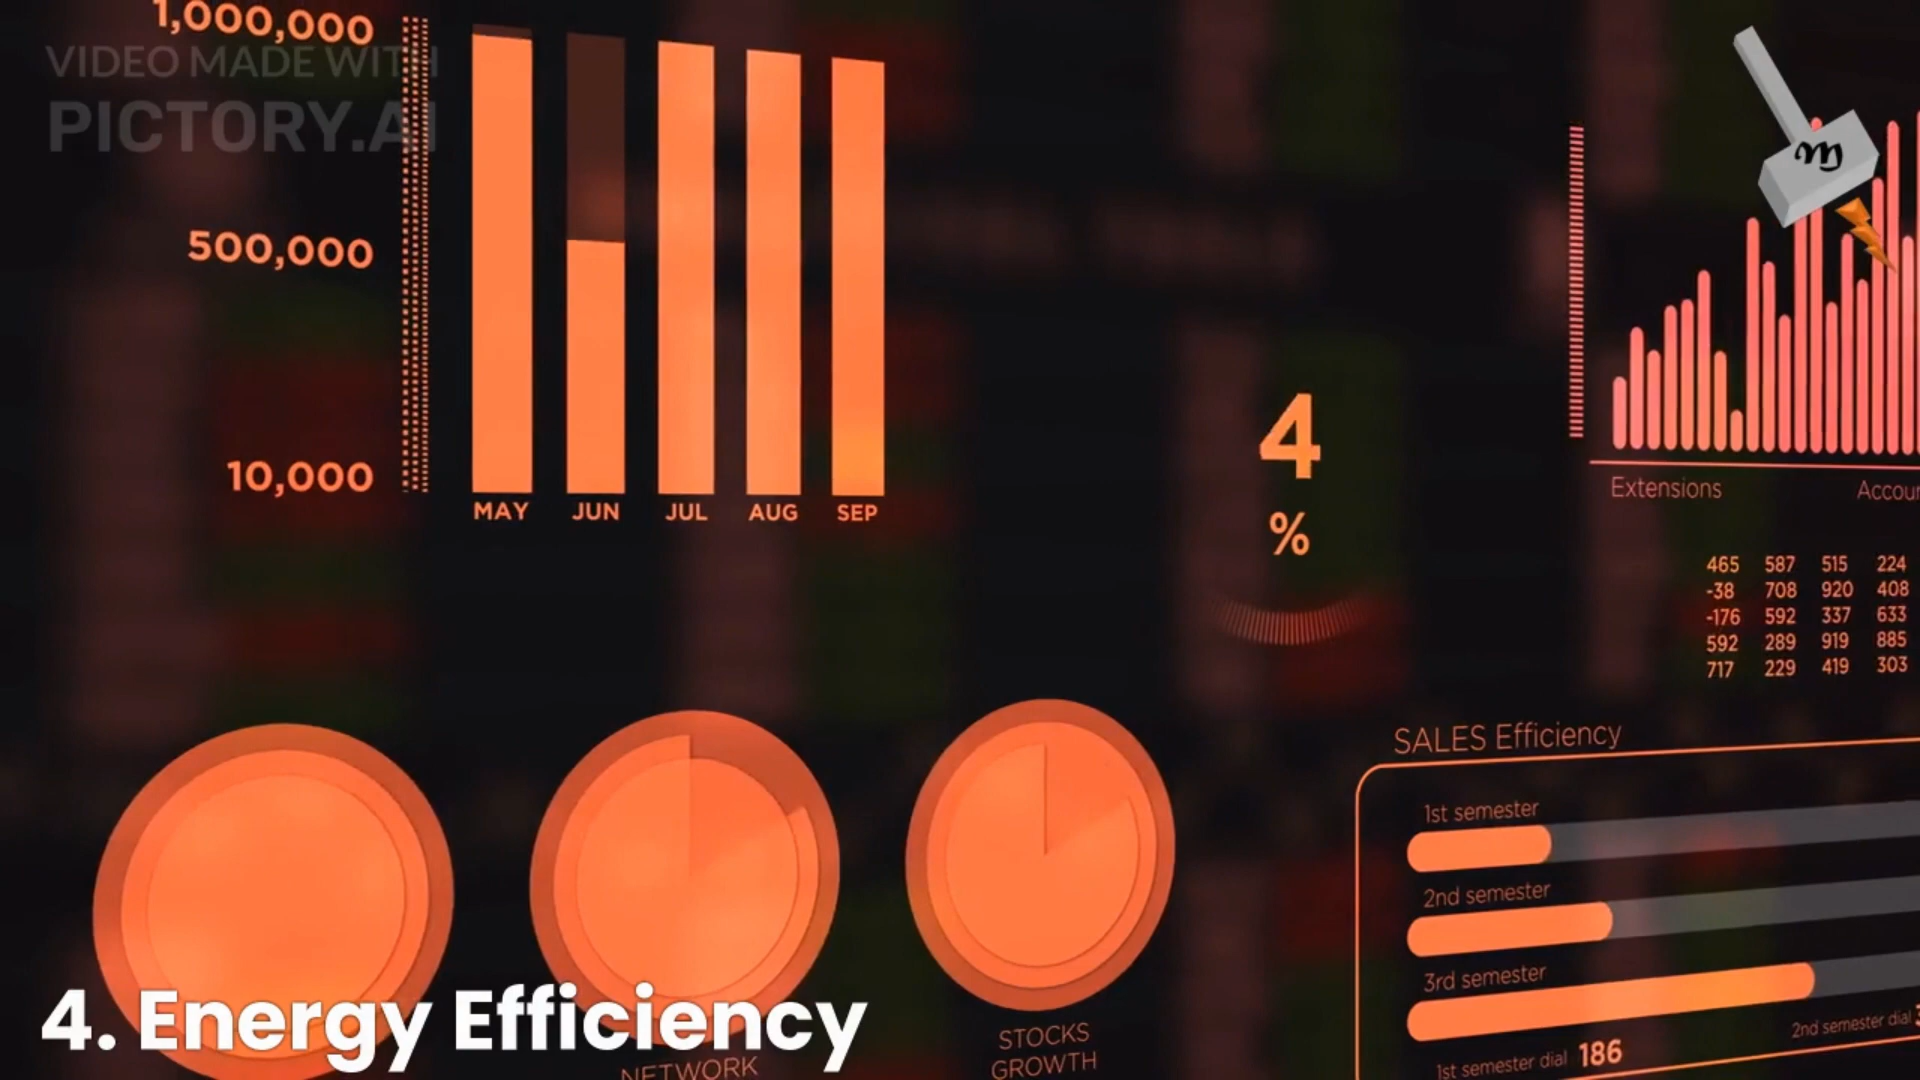 1,000,000
VIDEO MADE WITH
PICTORY.AI
500,000
10,000
MAY JUN JUL AUG SEP
4
%
m
Extensions
465 587 515 224
-38 708 920 408
-176 592 337 633
592 289 919 885
717 229 419 303
SALES Efficiency
1st semester
2nd semester
3rd semester
1st semester dial 186
2nd semester dial
4. Energy Efficiency
NETWORK
STOCKS
GROWTH